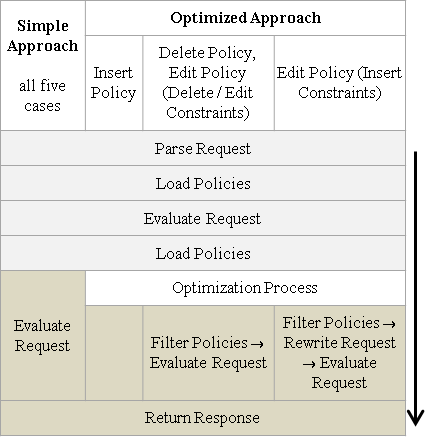 Simple
Approach
all five
cases
Optimized Approach
Insert
Policy
Delete Policy,
Edit Policy
(Delete / Edit
Constraints)
Edit Policy (Insert
Constraints)
Parse Request
Load Policies
Evaluate Request
Load Policies
Evaluate
Request
Optimization Process
Filter Policies →
Evaluate Request
Filter Policies →
Rewrite Request
→ Evaluate
Request
Return Response